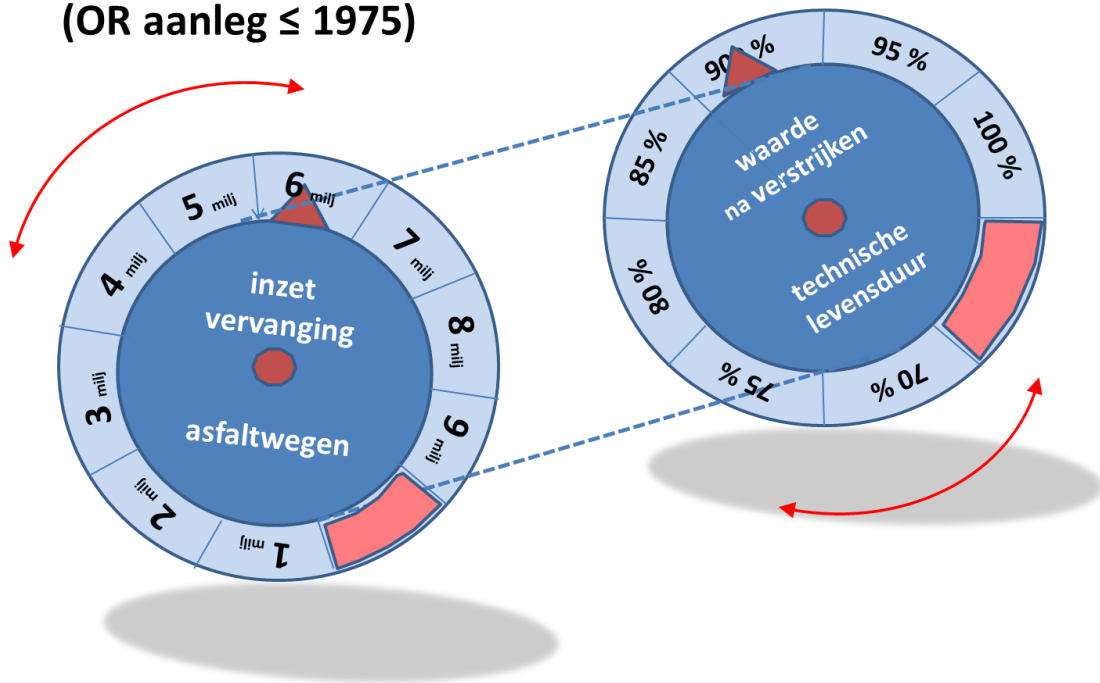 (OR aanleg ≤ 1975)
1 milj
2 milj
3 milj
4 milj
5 milj
6 milj
7 milj
8 milj
9 milj
inzet
vervanging
asfaltwegen
70 %
75 %
80 %
85 %
90 %
95 %
100 %
waarde
na verstrijken
technische
levensduur